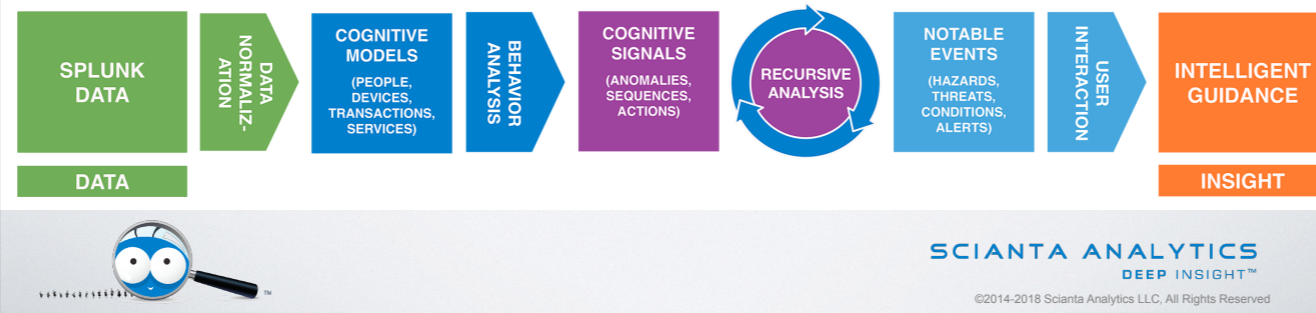 SPLUNK
DATA
DATA
NORMALIZ-
ATION
COGNITIVE
MODELS
(PEOPLE,
DEVICES,
TRANSACTIONS,
SERVICES)
BEHAVIOR
ANALYSIS
COGNITIVE
SIGNALS
(ANOMALIES,
SEQUENCES,
ACTIONS)
RECURSIVE
ANALYSIS
NOTABLE
EVENTS
(HAZARDS,
THREATS,
CONDITIONS,
ALERTS)
USER
INTERACTION
INTELLIGENT
GUIDANCE
DATA
INSIGHT
TM
SCIANTA ANALYTICS
DEEP INSIGHT™
©2014-2018 Scianta Analytics LLC, All Rights Reserved